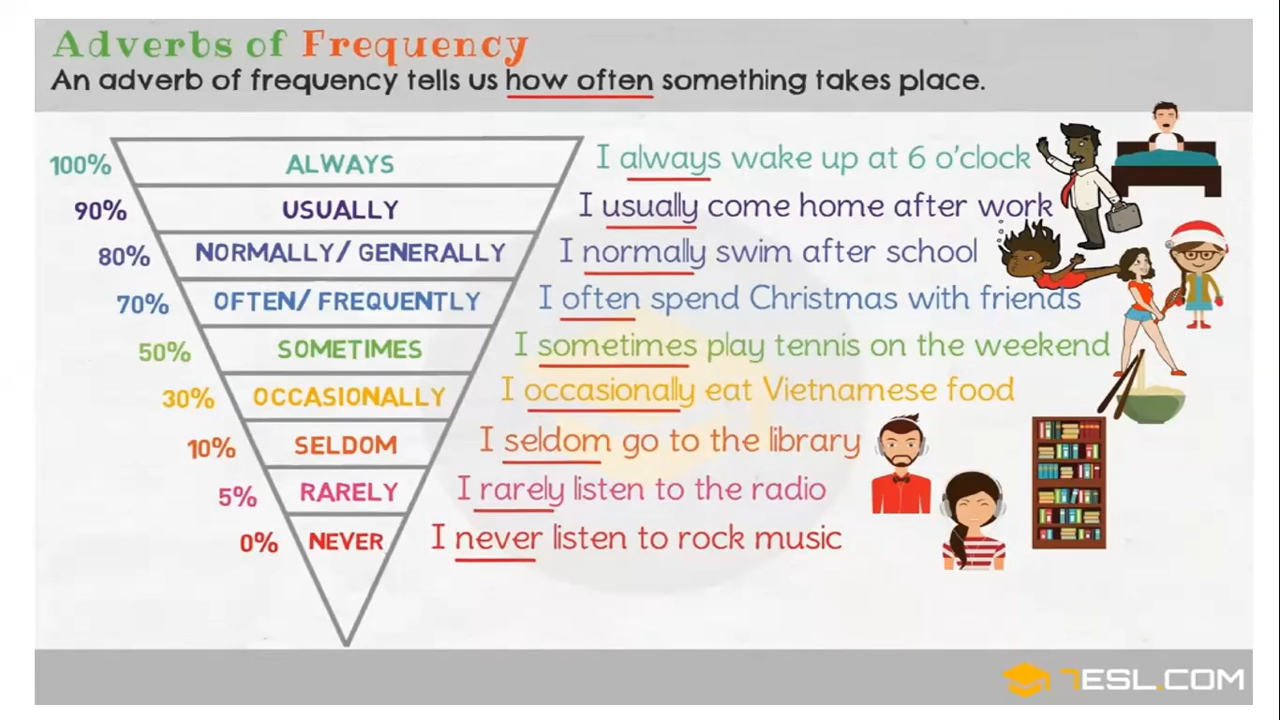 Adverbs of Frequency
An adverb of frequency tells us how often something takes place.
100% ALWAYS I always wake up at 6 o'clock
90% USUALLY I usually come home after work
80% NORMALLY/ GENERALLY I normally swim after school
70% OFTEN/ FREQUENTLY I often spend Christmas with friends
50% SOMETIMES I sometimes play tennis on the weekend
30% OCCASIONALLY I occasionally eat Vietnamese food
10% SELDOM I seldom go to the library
5% RARELY I rarely listen to the radio
0% NEVER I never listen to rock music
7ESL.COM